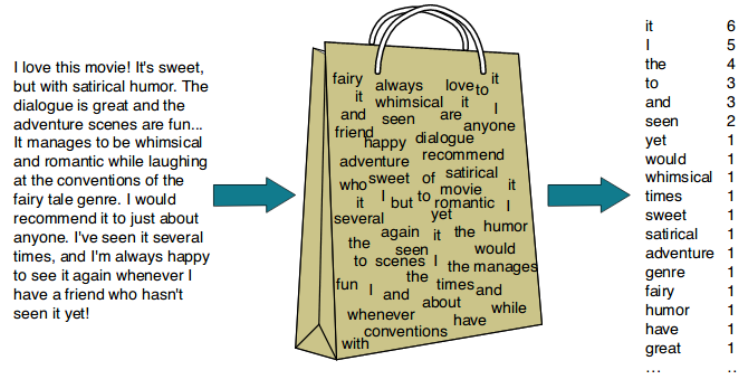 I love this movie! It's sweet,
but with satirical humor. The
dialogue is great and the
adventure scenes are fun...
It manages to be whimsical
and romantic while laughing
at the conventions of the
fairy tale genre. I would
recommend it to just about
anyone. I've seen it several
times, and I'm always happy
to see it again whenever I
have a friend who hasn't
seen it yet!
fairy always love to it
it whimsical it I
and seen are anyone
friend happy dialogue
adventure recommend
who sweet of satirical
it I but to movie romantic it I
several yet
again it the humor
the seen would
to scenes I the manages
fun I the times and
and about while
whenever have
conventions
with
it 6
I 5
the 4
to 3
and 3
seen 2
yet 1
would 1
whimsical 1
times 1
sweet 1
satirical 1
adventure 1
genre 1
fairy 1
humor 1
have 1
great 1
... ..